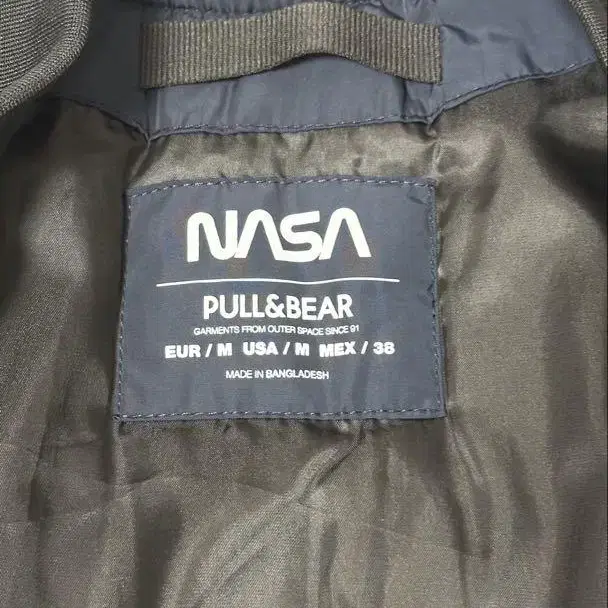 NASA
PULL&BEAR
GARMENTS FROM OUTER SPACE SINCE 91
EUR / M USA / M MEX / 38
MADE IN BANGLADESH